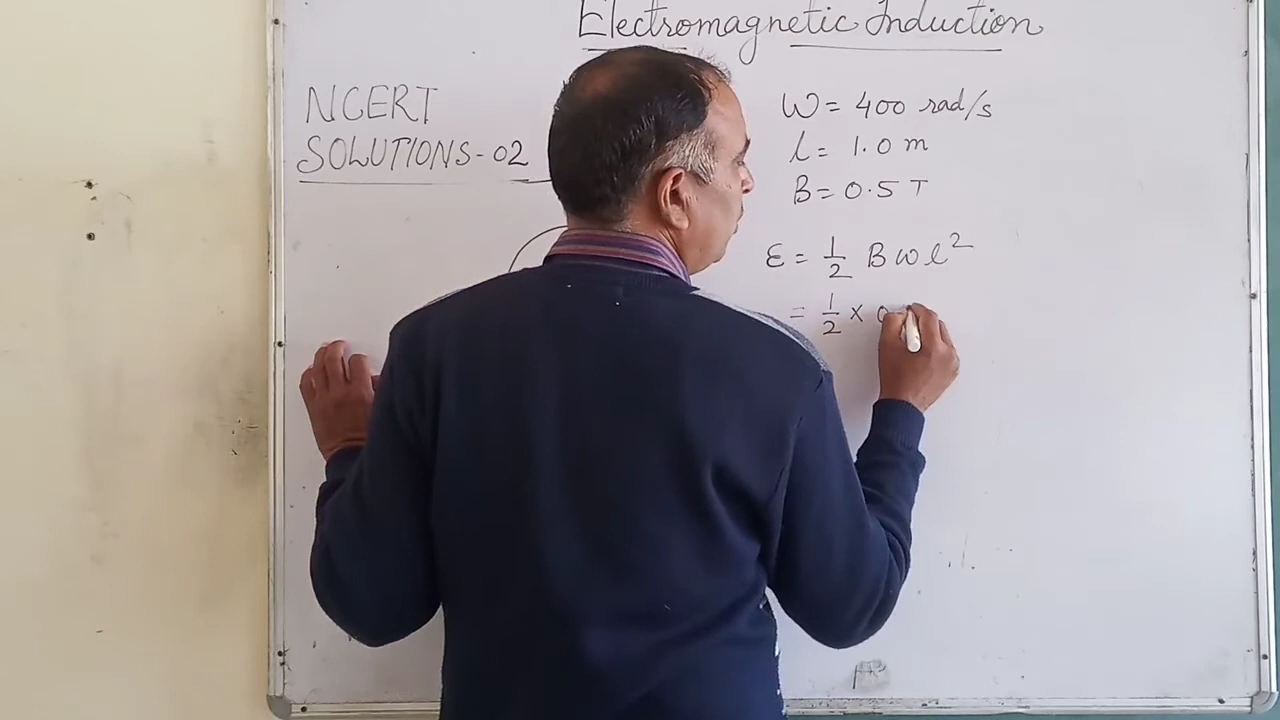 Electromagnetic Induction
NCERT
SOLUTIONS-02
W = 400 rad/s
l = 1.0 m
B = 0.5 T
ε = 1/2 B w l²
= 1/2 × 0